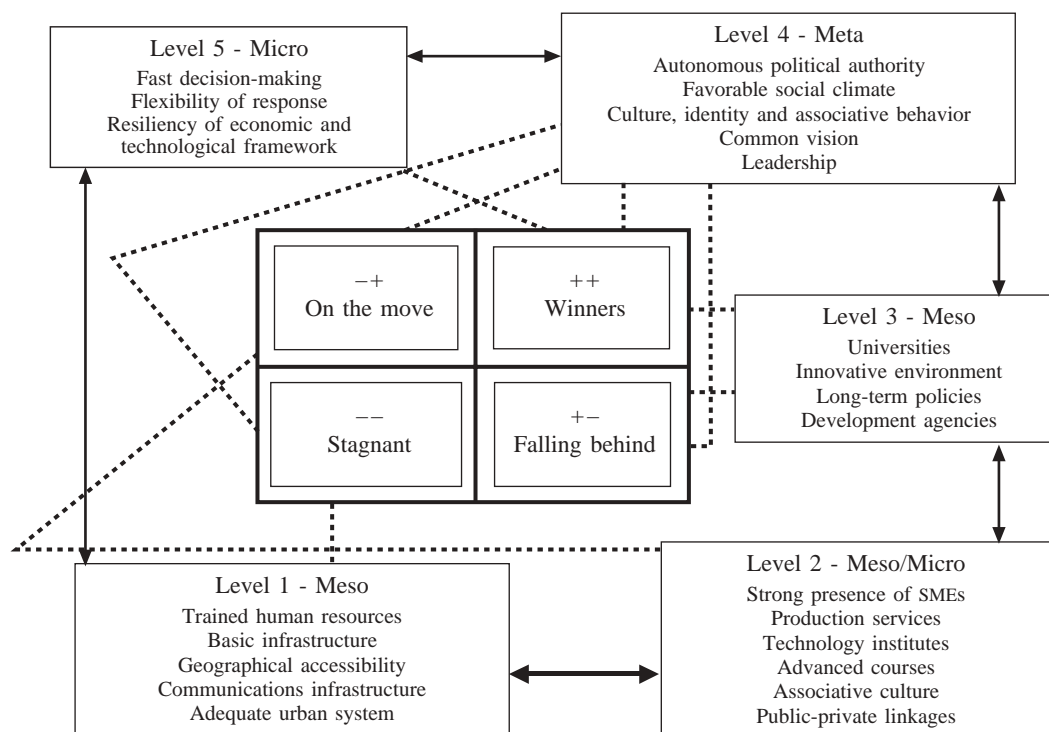 Level 5 - Micro
Fast decision-making
Flexibility of response
Resiliency of economic and
technological framework
Level 4 - Meta
Autonomous political authority
Favorable social climate
Culture, identity and associative behavior
Common vision
Leadership
−+
On the move
++
Winners
Level 3 - Meso
Universities
Innovative environment
Long-term policies
Development agencies
−−
Stagnant
+−
Falling behind
Level 1 - Meso
Trained human resources
Basic infrastructure
Geographical accessibility
Communications infrastructure
Adequate urban system
Level 2 - Meso/Micro
Strong presence of SMEs
Production services
Technology institutes
Advanced courses
Associative culture
Public-private linkages